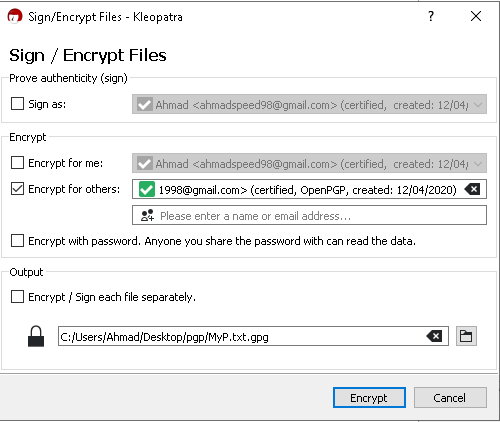 Sign/Encrypt Files - Kleopatra
Sign / Encrypt Files
Prove authenticity (sign)
Sign as: Ahmad <ahmadspeed98@gmail.com> (certified, created: 12/04/
Encrypt
Encrypt for me: Ahmad <ahmadspeed98@gmail.com> (certified, created: 12/04/
Encrypt for others: 1998@gmail.com> (certified, OpenPGP, created: 12/04/2020)
Please enter a name or email address...
Encrypt with password. Anyone you share the password with can read the data.
Output
Encrypt / Sign each file separately.
C:/Users/Ahmad/Desktop/pgp/MyP.txt.gpg
Encrypt Cancel